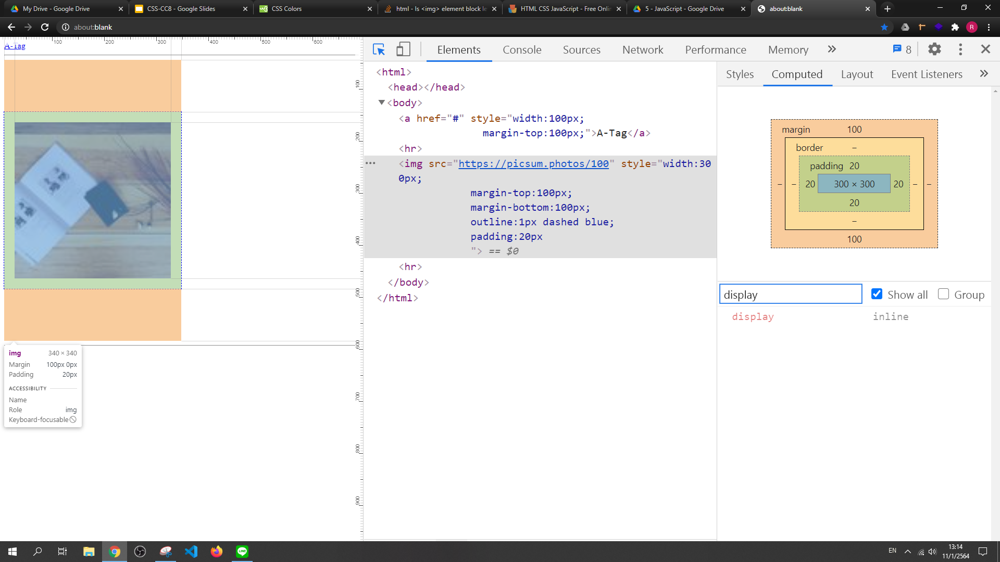 My Drive - Google Drive
CSS-CC8 - Google Slides
CSS Colors
html - Is <img> element block le
HTML CSS JavaScript - Free Onlin
5 - JavaScript - Google Drive
about:blank
about:blank
R
100 200 300 400 500 600
A-Tag
100
200
300
400
500
600
700
800
900
img 340 × 340
Margin 100px 0px
Padding 20px
ACCESSIBILITY
Name
Role img
Keyboard-focusable
Elements Console Sources Network Performance Memory » 8
<html>
<head></head>
<body>
<a href="#" style="width:100px;
margin-top:100px;">A-Tag</a>
<hr>
<img src="https://picsum.photos/100" style="width:30
0px;
margin-top:100px;
margin-bottom:100px;
outline:1px dashed blue;
padding:20px
"> == $0
<hr>
</body>
</html>
Styles Computed Layout Event Listeners »
margin 100
border –
padding 20
– – 20 300 × 300 20 – –
20
–
100
display Show all Group
display inline
EN
13:14
11/1/2564